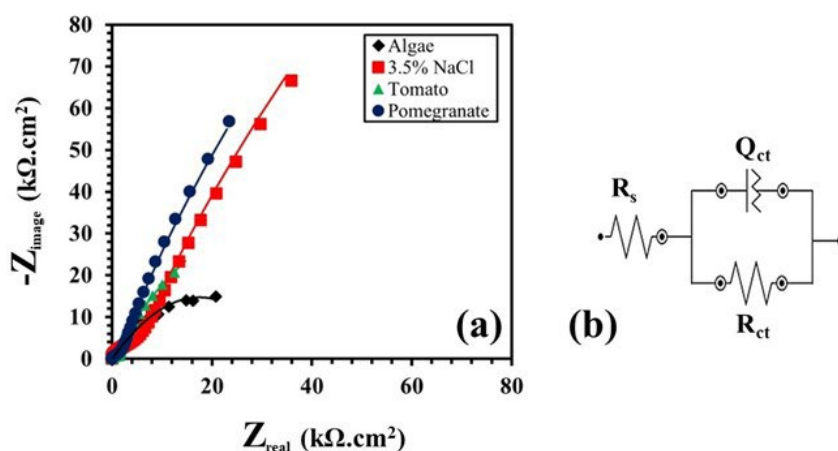 80
70
60
50
40
30
20
10
0
-Zimage (kΩ.cm²)
Algae
3.5% NaCl
Tomato
Pomegranate
(a)
0 20 40 60 80
Zreal (kΩ.cm²)
Qct
Rs
Rct
(b)